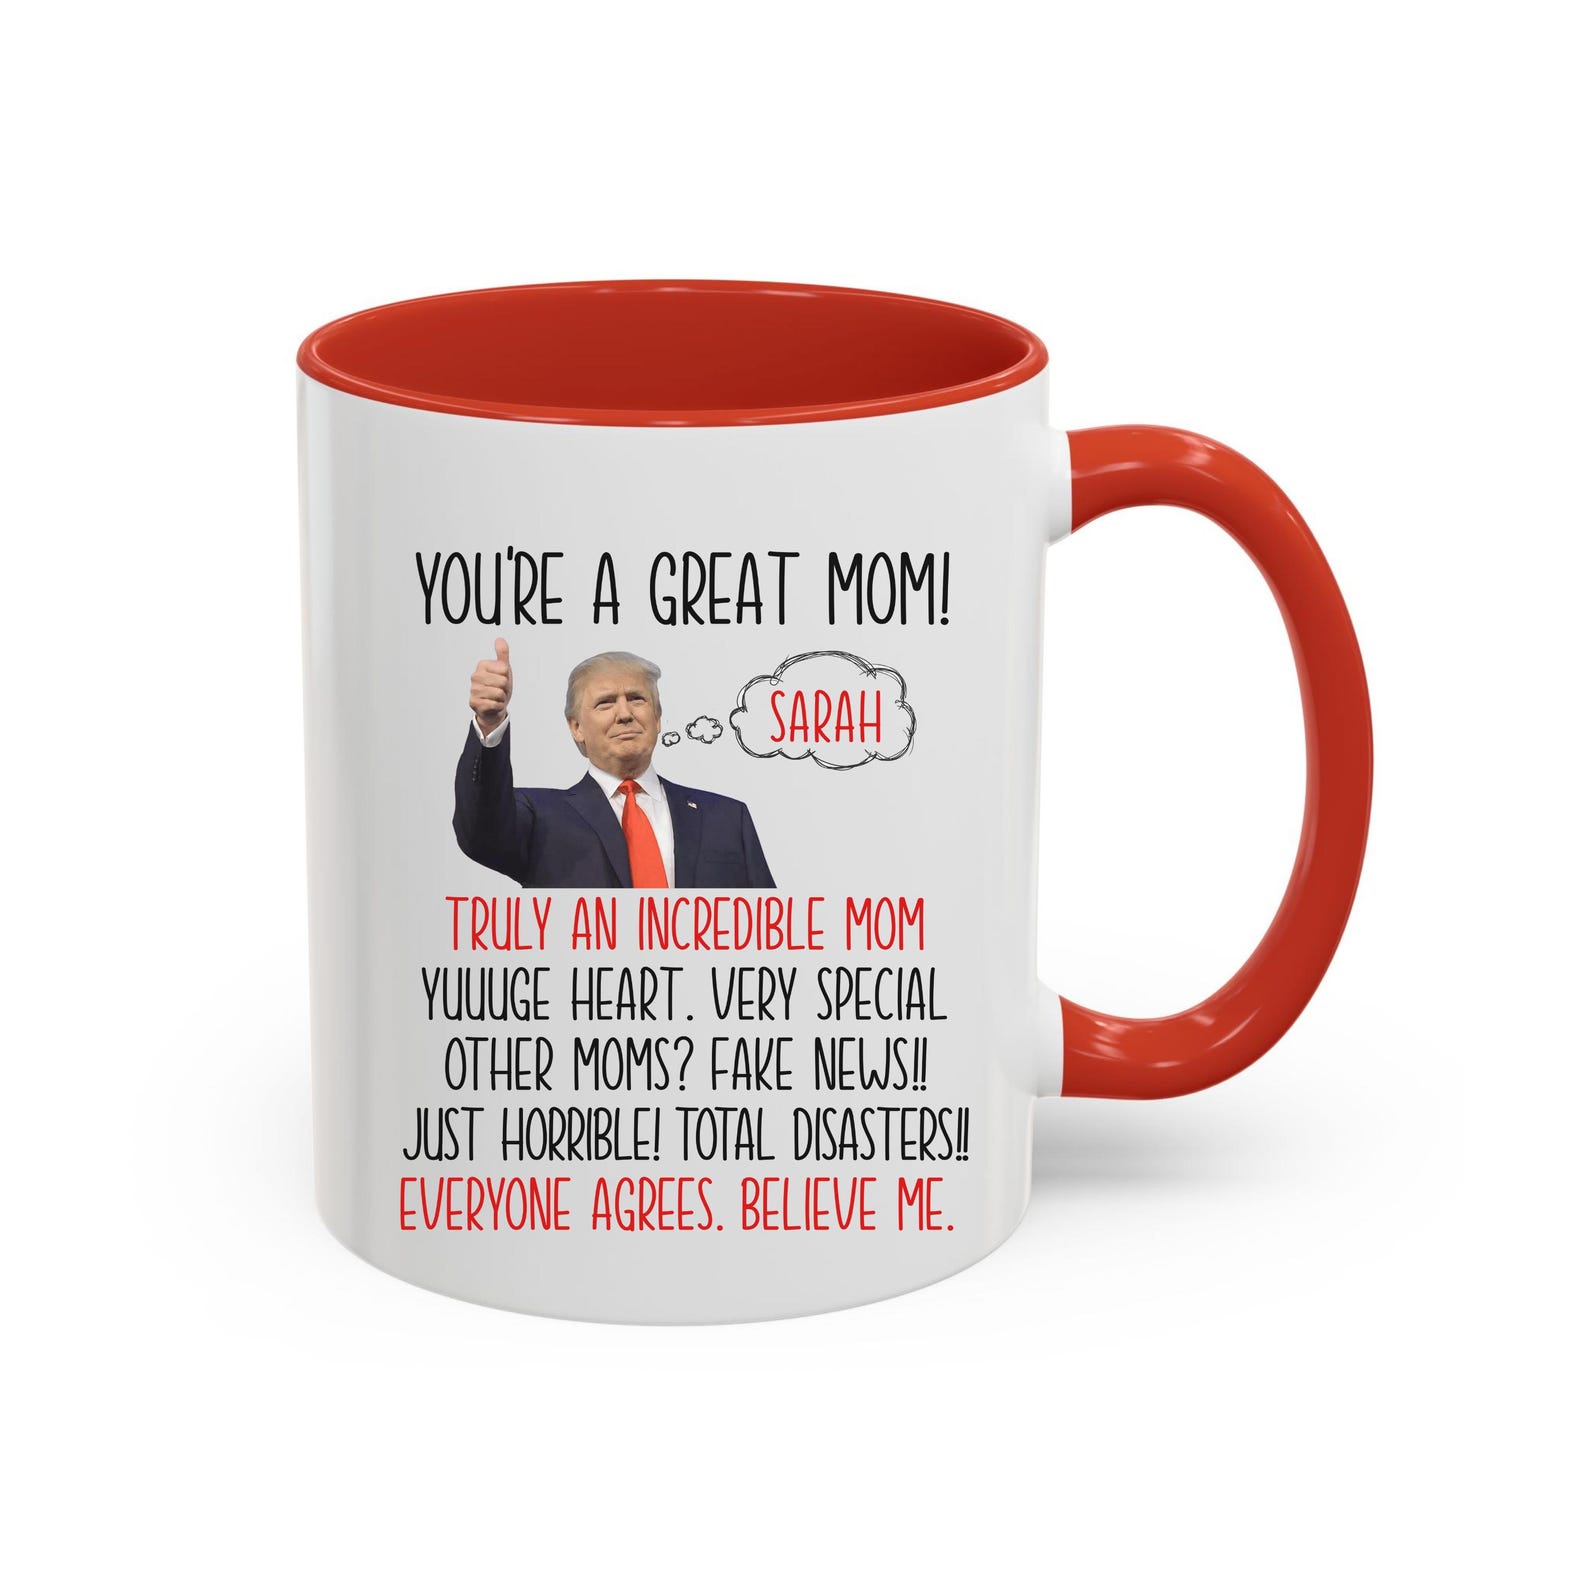 YOU'RE A GREAT MOM!
SARAH
TRULY AN INCREDIBLE MOM
YUUUGE HEART. VERY SPECIAL
OTHER MOMS? FAKE NEWS!!
JUST HORRIBLE! TOTAL DISASTERS!!
EVERYONE AGREES. BELIEVE ME.